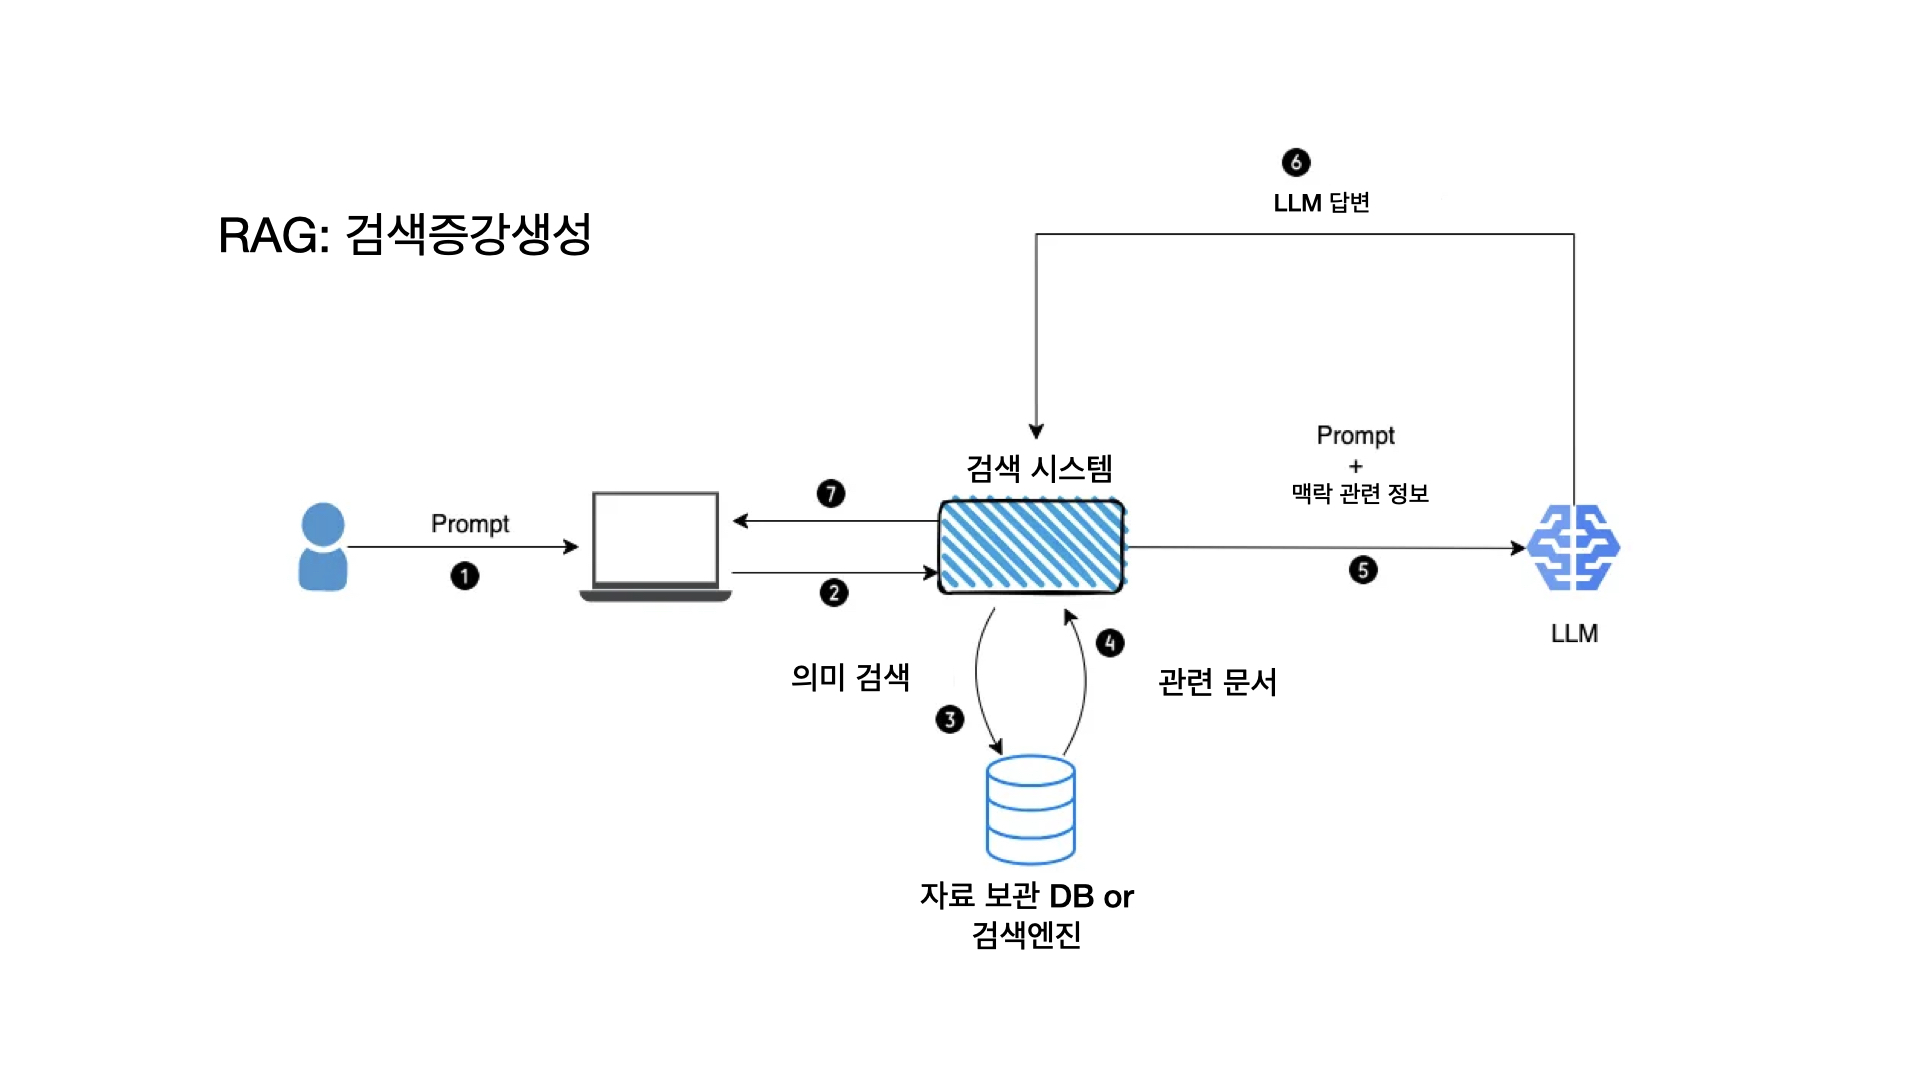 RAG: 검색증강생성
6
LLM 답변
Prompt
+
맥락 관련 정보
검색 시스템
7
Prompt
1
2
5
LLM
4
의미 검색
관련 문서
3
자료 보관 DB or
검색엔진